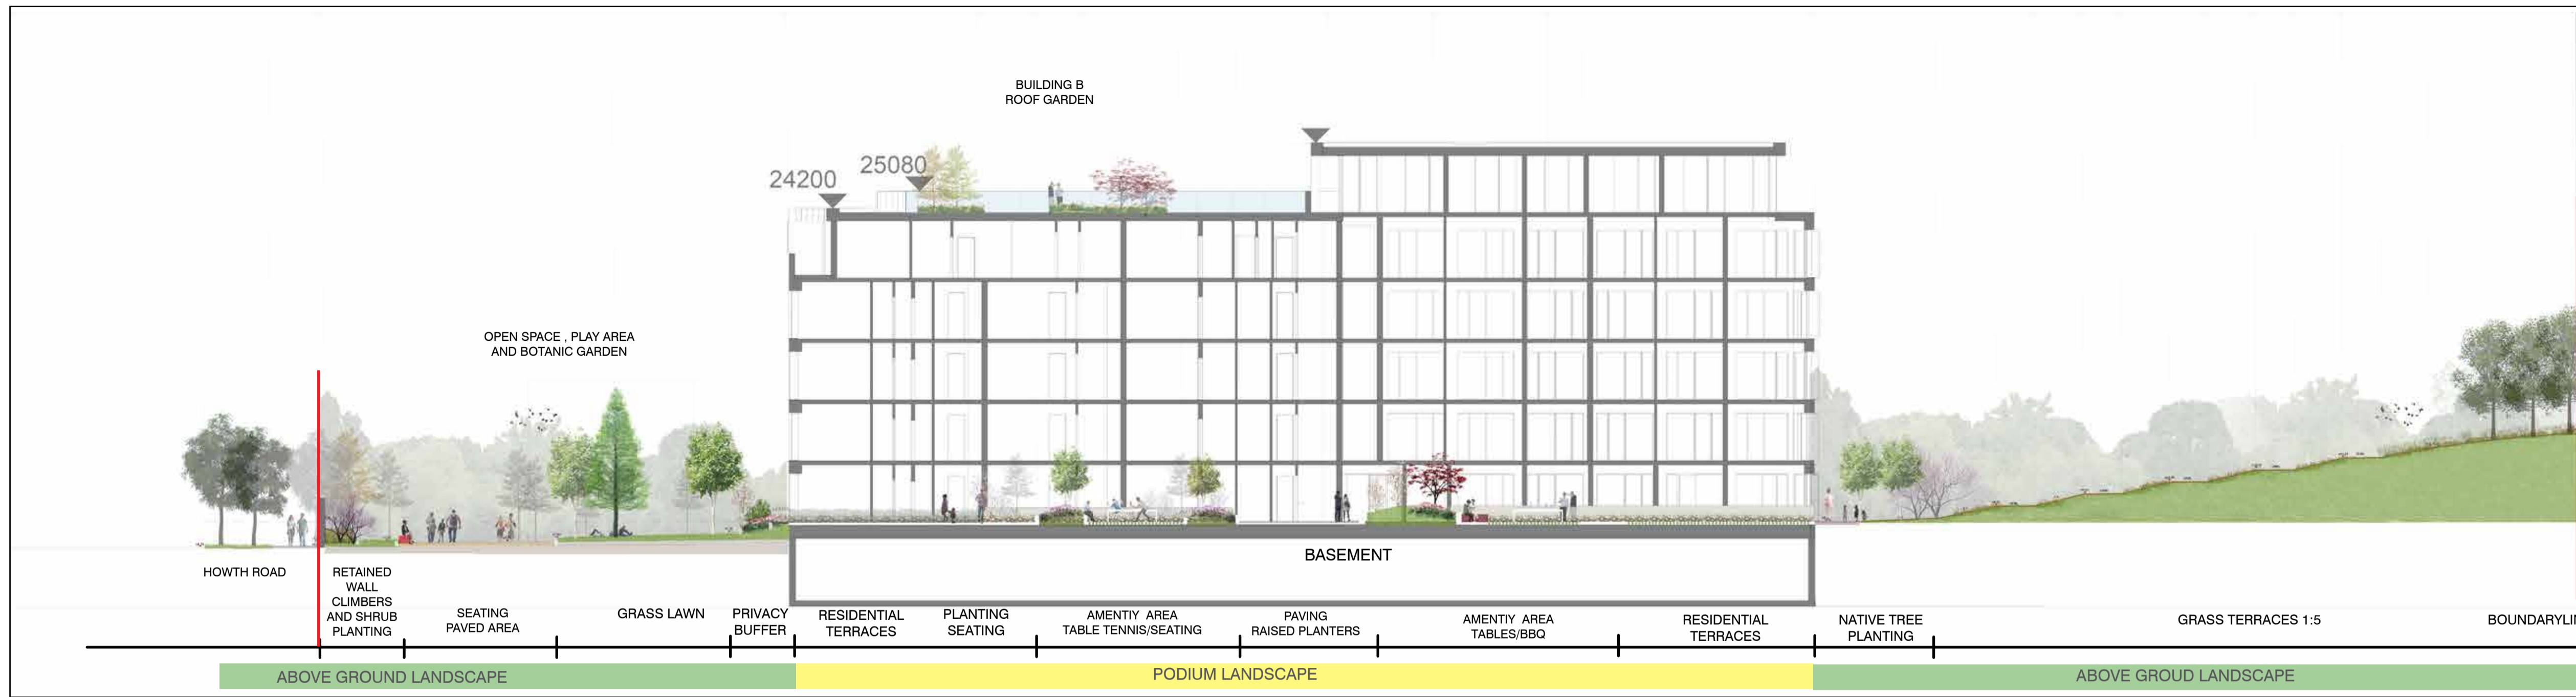 BUILDING B
ROOF GARDEN
25080
24200
OPEN SPACE , PLAY AREA
AND BOTANIC GARDEN
BASEMENT
HOWTH ROAD
RETAINED
WALL
CLIMBERS
AND SHRUB
PLANTING
SEATING
PAVED AREA
GRASS LAWN
PRIVACY
BUFFER
RESIDENTIAL
TERRACES
PLANTING
SEATING
AMENTIY AREA
TABLE TENNIS/SEATING
PAVING
RAISED PLANTERS
AMENTIY AREA
TABLES/BBQ
RESIDENTIAL
TERRACES
NATIVE TREE
PLANTING
GRASS TERRACES 1:5
BOUNDARYLIN
ABOVE GROUND LANDSCAPE
PODIUM LANDSCAPE
ABOVE GROUD LANDSCAPE